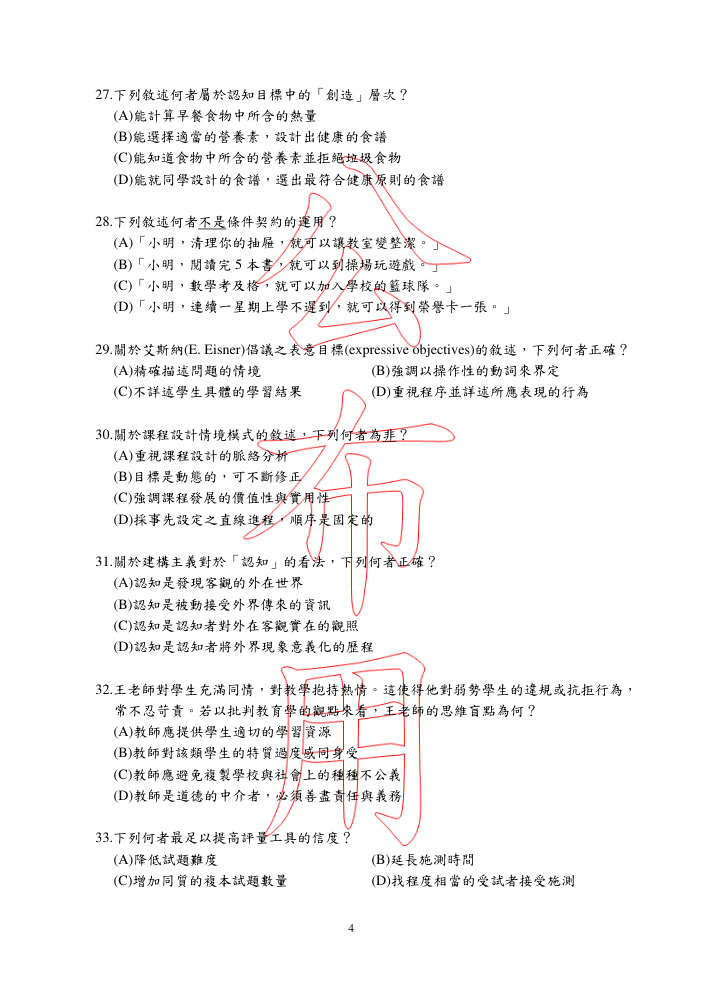 27.下列敘述何者屬於認知目標中的「創造」層次？
(A)能計算早餐食物中所含的熱量
(B)能選擇適當的營養素，設計出健康的食譜
(C)能知道食物中所含的營養素並拒絕垃圾食物
(D)能就同學設計的食譜，選出最符合健康原則的食譜
28.下列敘述何者不是條件契約的運用？
(A)「小明，清理你的抽屜，就可以讓教室變整潔。」
(B)「小明，閱讀完 5 本書，就可以到操場玩遊戲。」
(C)「小明，數學考及格，就可以加入學校的籃球隊。」
(D)「小明，連續一星期上學不遲到，就可以得到榮譽卡一張。」
29.關於艾斯納(E. Eisner)倡議之表意目標(expressive objectives)的敘述，下列何者正確？
(A)精確描述問題的情境 (B)強調以操作性的動詞來界定
(C)不詳述學生具體的學習結果 (D)重視程序並詳述所應表現的行為
30.關於課程設計情境模式的敘述，下列何者為非？
(A)重視課程設計的脈絡分析
(B)目標是動態的，可不斷修正
(C)強調課程發展的價值性與實用性
(D)採事先設定之直線進程，順序是固定的
31.關於建構主義對於「認知」的看法，下列何者正確？
(A)認知是發現客觀的外在世界
(B)認知是被動接受外界傳來的資訊
(C)認知是認知者對外在客觀實在的觀照
(D)認知是認知者將外界現象意義化的歷程
32.王老師對學生充滿同情，對教學抱持熱情。這使得他對弱勢學生的違規或抗拒行為，
常不忍苛責。若以批判教育學的觀點來看，王老師的思維盲點為何？
(A)教師應提供學生適切的學習資源
(B)教師對該類學生的特質過度感同身受
(C)教師應避免複製學校與社會上的種種不公義
(D)教師是道德的中介者，必須善盡責任與義務
33.下列何者最足以提高評量工具的信度？
(A)降低試題難度 (B)延長施測時間
(C)增加同質的複本試題數量 (D)找程度相當的受試者接受施測
4
公布用